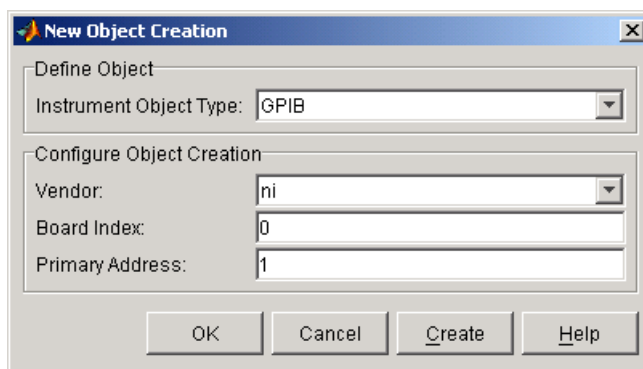 New Object Creation
Define Object
Instrument Object Type: GPIB
Configure Object Creation
Vendor: ni
Board Index: 0
Primary Address: 1
OK Cancel Create Help